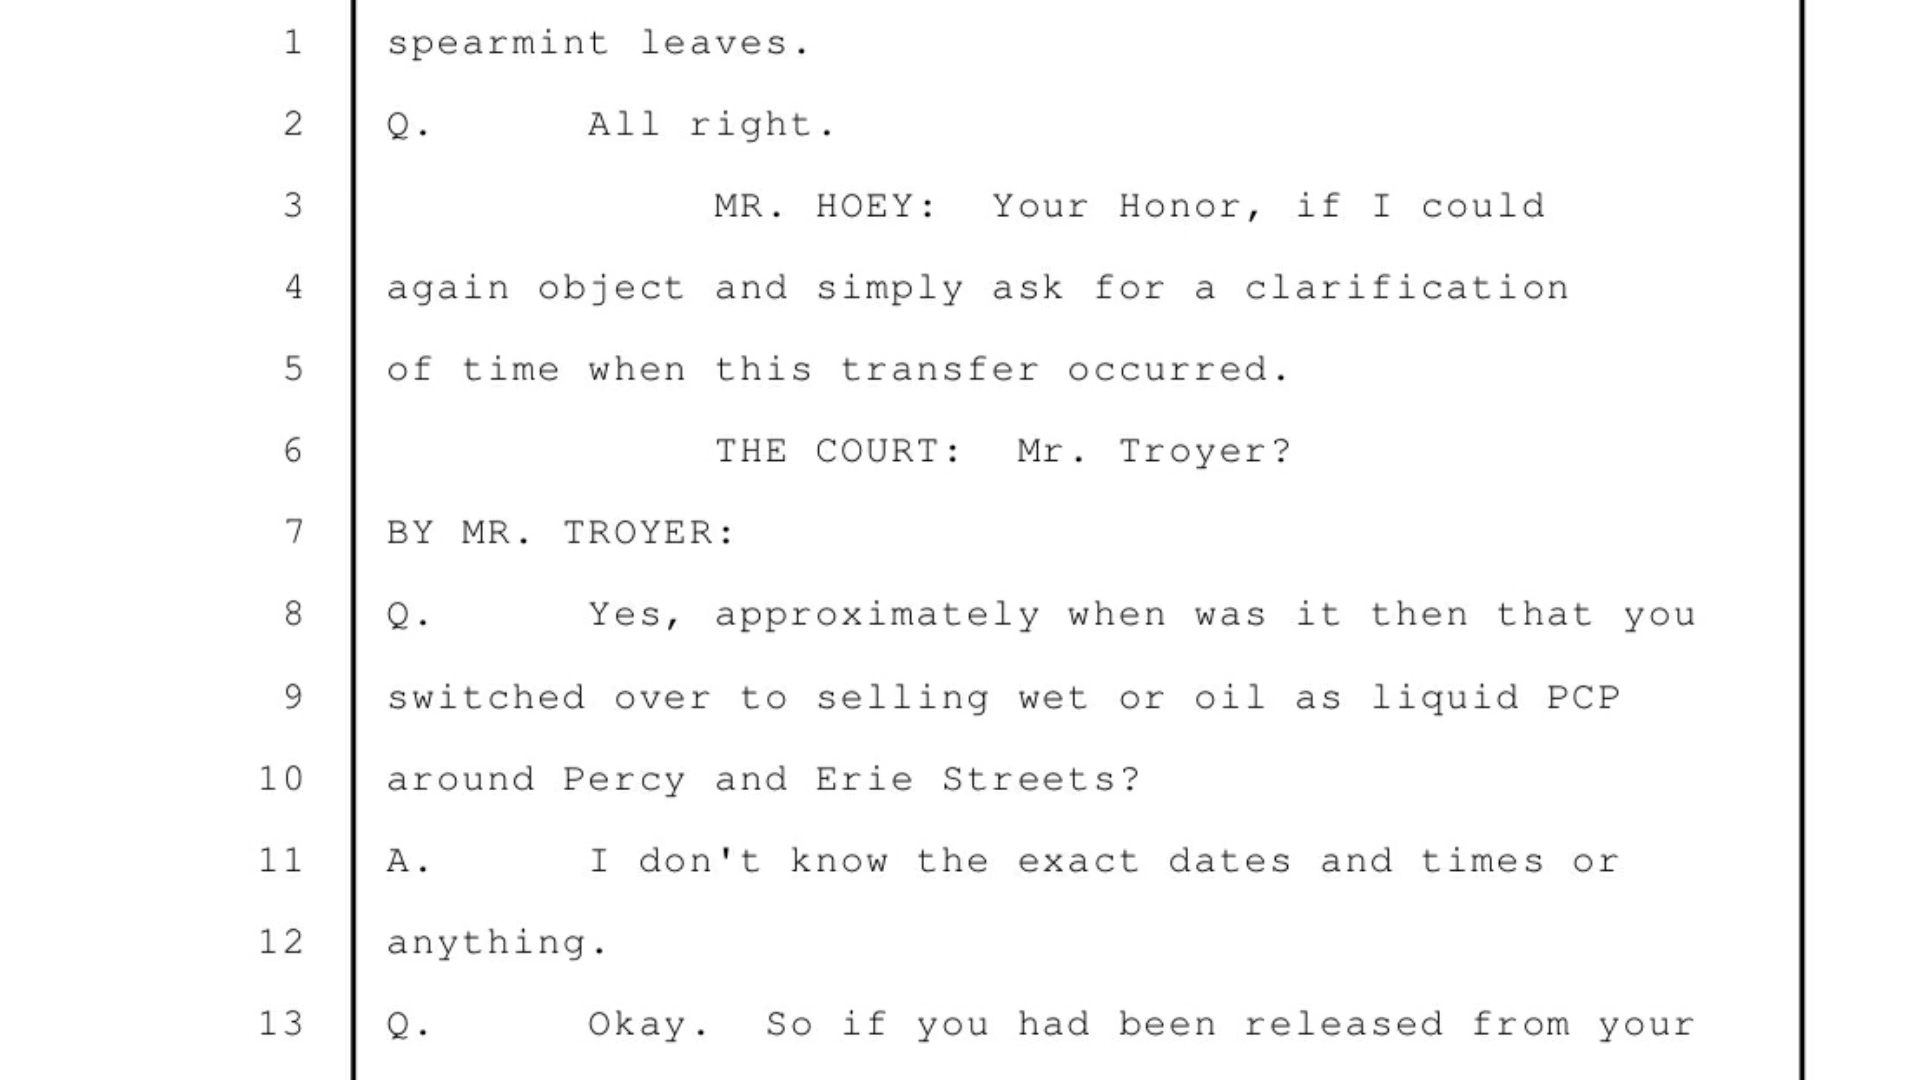 1 spearmint leaves.
2 Q. All right.
3 MR. HOEY: Your Honor, if I could
4 again object and simply ask for a clarification
5 of time when this transfer occurred.
6 THE COURT: Mr. Troyer?
7 BY MR. TROYER:
8 Q. Yes, approximately when was it then that you
9 switched over to selling wet or oil as liquid PCP
10 around Percy and Erie Streets?
11 A. I don't know the exact dates and times or
12 anything.
13 Q. Okay. So if you had been released from your